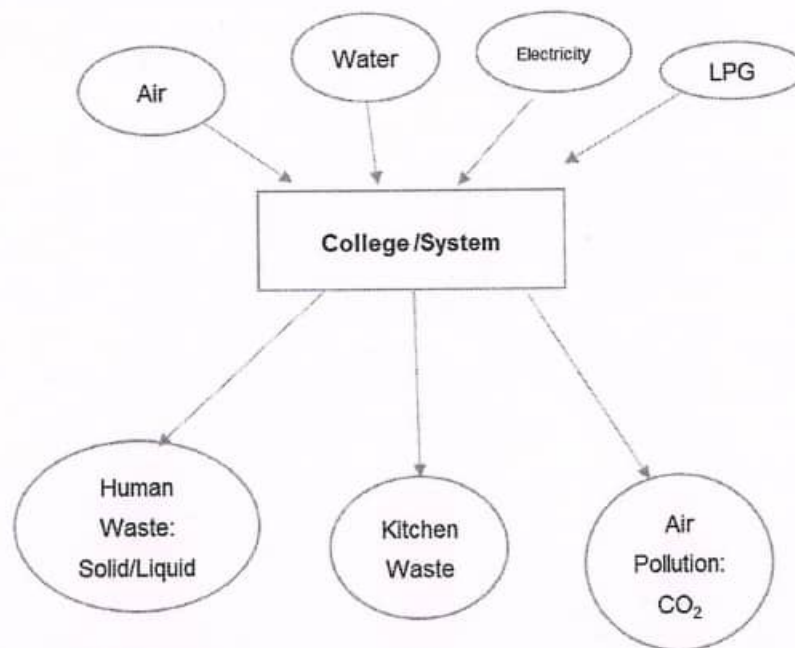 Air
Water
Electricity
LPG
College/System
Human
Waste:
Solid/Liquid
Kitchen
Waste
Air
Pollution:
CO₂